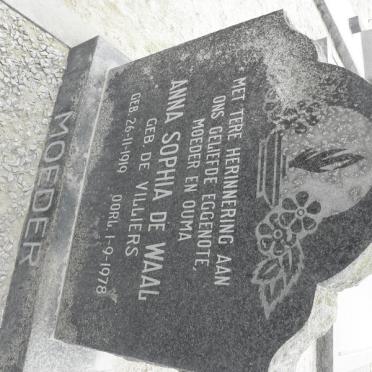 MET TERE HERINNERING AAN
ONS GELIEFDE EGGENOTE,
MOEDER EN OUMA
ANNA SOPHIA DE WAAL
GEB. DE VILLIERS
GEB. 26-11-1919 OORL. 1-9-1978
MOEDER